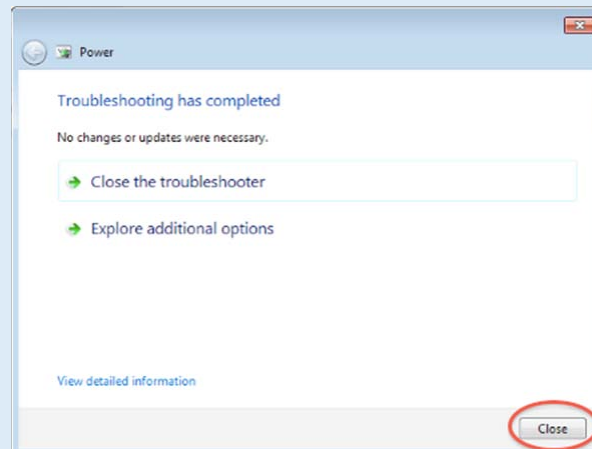 Power
Troubleshooting has completed
No changes or updates were necessary.
Close the troubleshooter
Explore additional options
View detailed information
Close